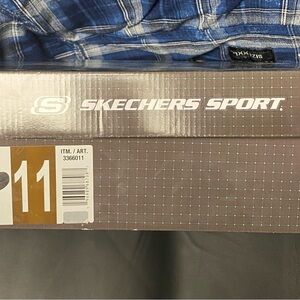 S SKECHERS SPORT
ITM. / ART.
3366011
11